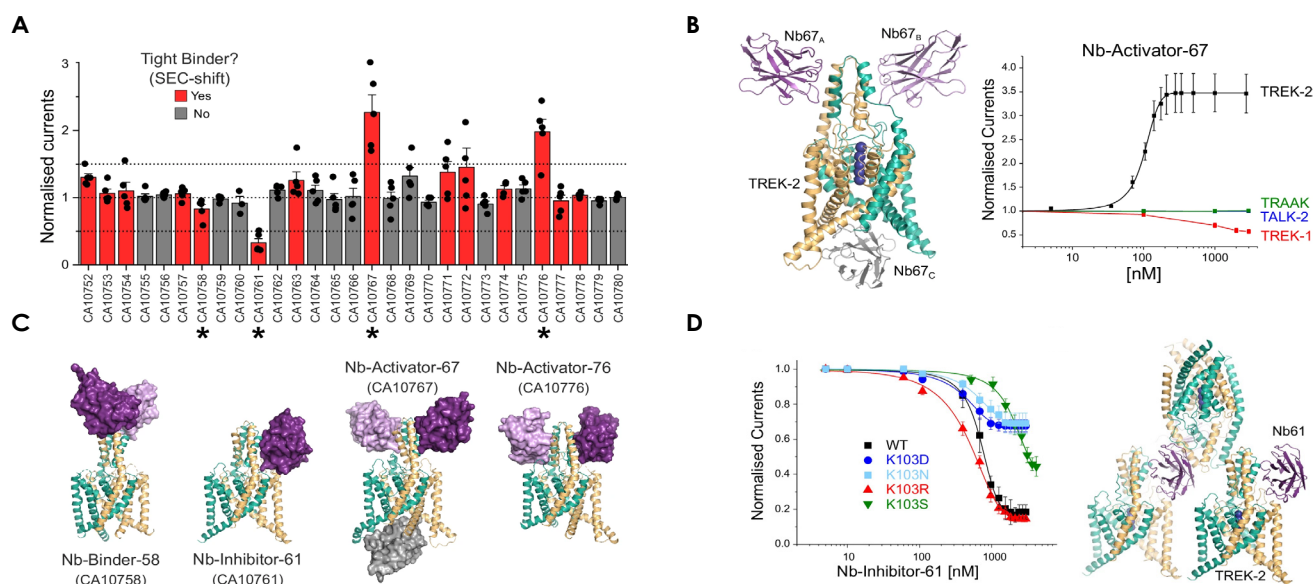 A
Tight Binder?
(SEC-shift)
Yes
No
Normalised currents
3
2
1
0
CA10752
CA10753
CA10754
CA10755
CA10756
CA10757
CA10758
CA10759
CA10760
CA10761
CA10762
CA10763
CA10764
CA10765
CA10766
CA10767
CA10768
CA10769
CA10770
CA10771
CA10772
CA10773
CA10774
CA10775
CA10776
CA10777
CA10778
CA10779
CA10780
* * * *
B
Nb67A
Nb67B
TREK-2
Nb67C
Nb-Activator-67
Normalised Currents
4.0
3.5
3.0
2.5
2.0
1.5
1.0
0.5
10 100 1000
[nM]
TREK-2
TRAAK
TALK-2
TREK-1
C
Nb-Binder-58
(CA10758)
Nb-Inhibitor-61
(CA10761)
Nb-Activator-67
(CA10767)
Nb-Activator-76
(CA10776)
D
Normalised Currents
1.0
0.8
0.6
0.4
0.2
0.0
WT
K103D
K103N
K103R
K103S
10 100 1000
Nb-Inhibitor-61 [nM]
Nb61
TREK-2